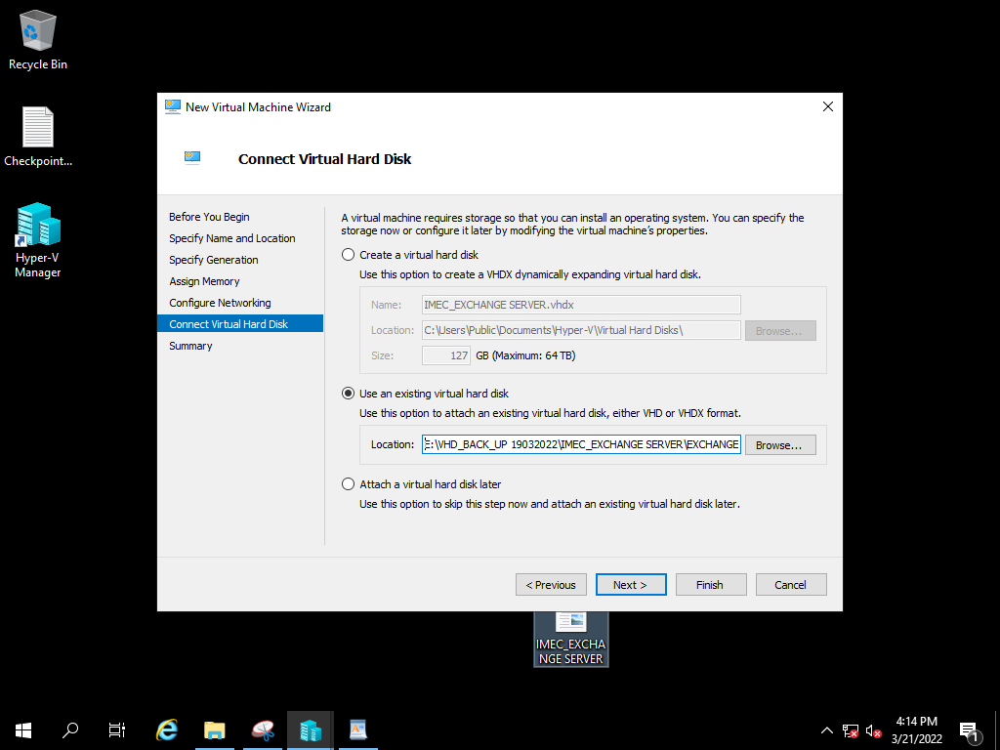 Recycle Bin
Checkpoint...
Hyper-V
Manager
New Virtual Machine Wizard
Connect Virtual Hard Disk
Before You Begin
Specify Name and Location
Specify Generation
Assign Memory
Configure Networking
Connect Virtual Hard Disk
Summary
A virtual machine requires storage so that you can install an operating system. You can specify the
storage now or configure it later by modifying the virtual machine's properties.
Create a virtual hard disk
Use this option to create a VHDX dynamically expanding virtual hard disk.
Name: IMEC_EXCHANGE SERVER.vhdx
Location: C:\Users\Public\Documents\Hyper-V\Virtual Hard Disks\ Browse...
Size: 127 GB (Maximum: 64 TB)
Use an existing virtual hard disk
Use this option to attach an existing virtual hard disk, either VHD or VHDX format.
Location: E:\VHD_BACK_UP 19032022\IMEC_EXCHANGE SERVER\EXCHANGE Browse...
Attach a virtual hard disk later
Use this option to skip this step now and attach an existing virtual hard disk later.
< Previous Next > Finish Cancel
IMEC_EXCHA
NGE SERVER
4:14 PM
3/21/2022
1